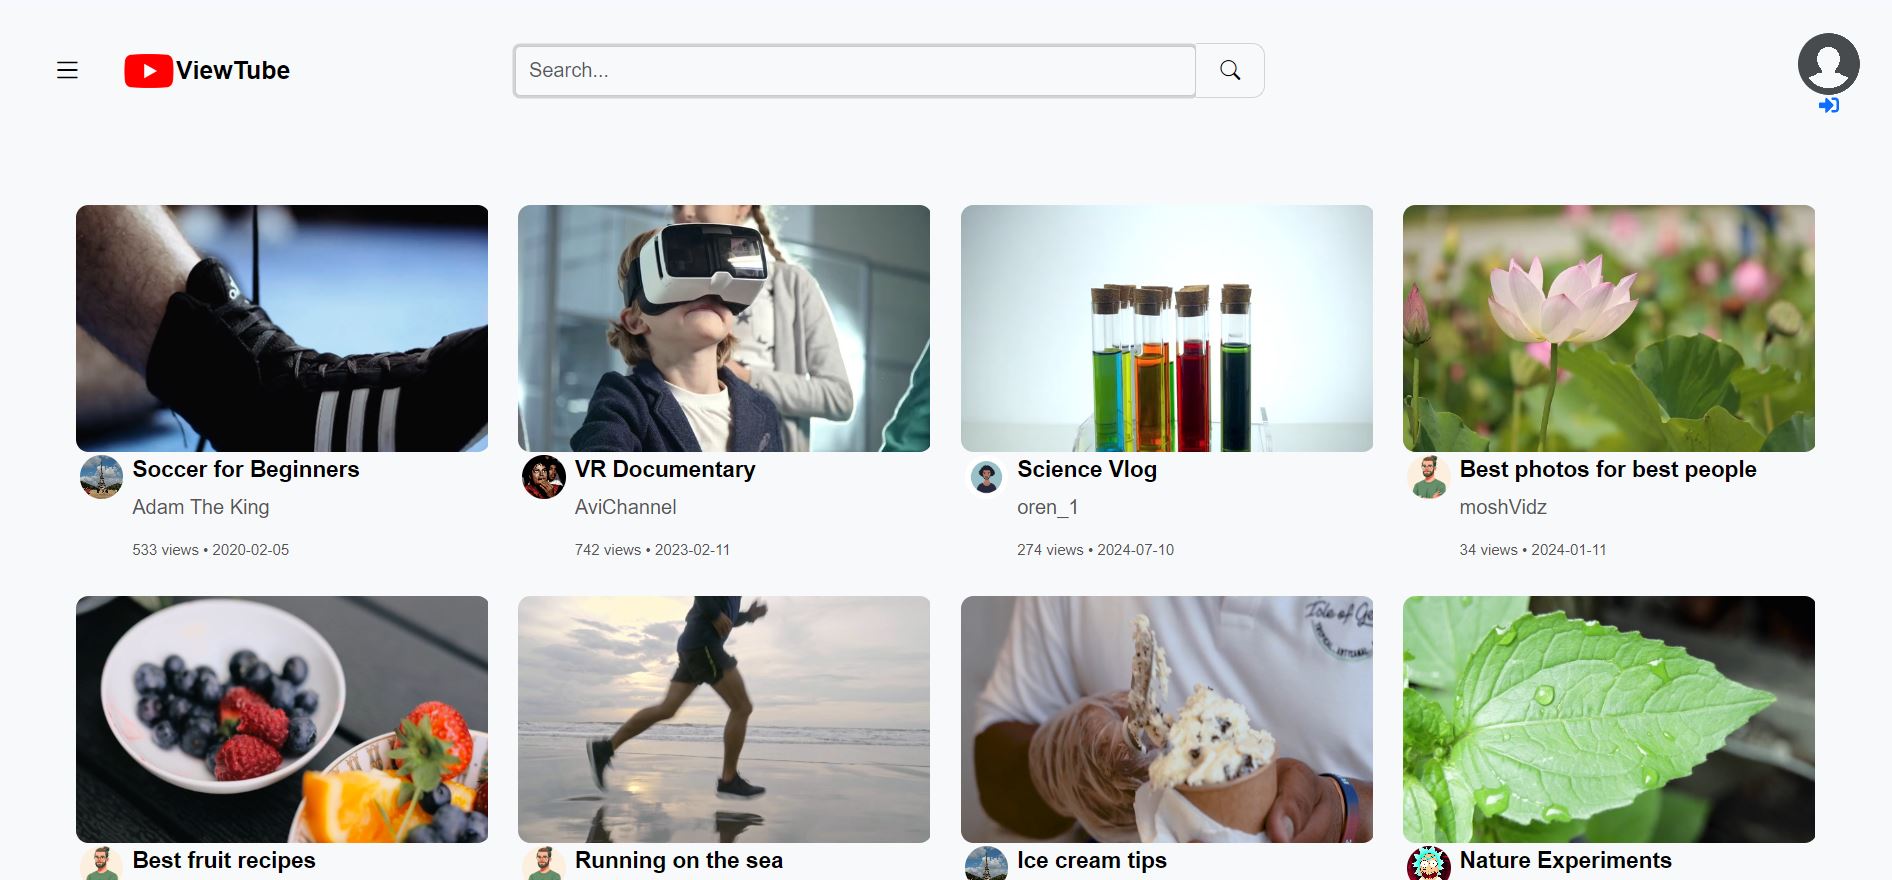 ViewTube
Search...
Soccer for Beginners
Adam The King
533 views • 2020-02-05
VR Documentary
AviChannel
742 views • 2023-02-11
Science Vlog
oren_1
274 views • 2024-07-10
Best photos for best people
moshVidz
34 views • 2024-01-11
Isle of
Best fruit recipes
Running on the sea
Ice cream tips
Nature Experiments